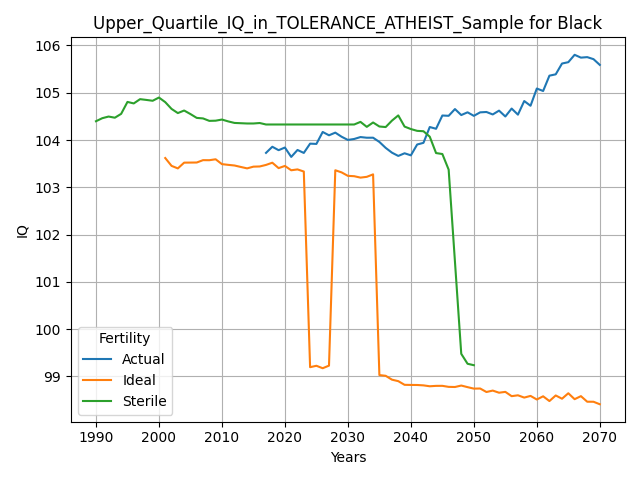 Upper_Quartile_IQ_in_TOLERANCE_ATHEIST_Sample for Black
106
105
104
103
102
101
100
99
IQ
Fertility
Actual
Ideal
Sterile
1990 2000 2010 2020 2030 2040 2050 2060 2070
Years